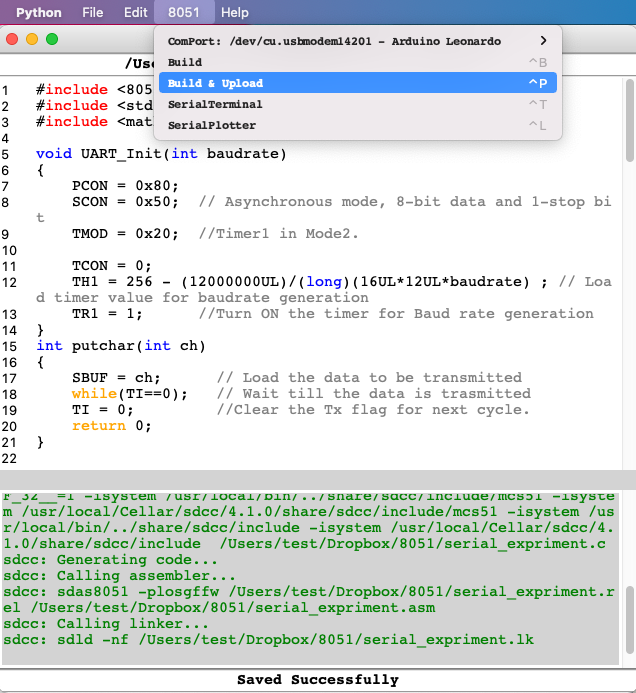 Python File Edit 8051 Help
ComPort: /dev/cu.usbmodem14201 - Arduino Leonardo >
Build ^B
Build & Upload ^P
SerialTerminal ^T
SerialPlotter ^L
/Use
1 #include <805
2 #include <std
3 #include <mat
4
5 void UART_Init(int baudrate)
6 {
7 PCON = 0x80;
8 SCON = 0x50; // Asynchronous mode, 8-bit data and 1-stop bi
t
9 TMOD = 0x20; //Timer1 in Mode2.
10
11 TCON = 0;
12 TH1 = 256 - (12000000UL)/(long)(16UL*12UL*baudrate) ; // Loa
d timer value for baudrate generation
13 TR1 = 1; //Turn ON the timer for Baud rate generation
14 }
15 int putchar(int ch)
16 {
17 SBUF = ch; // Load the data to be transmitted
18 while(TI==0); // Wait till the data is trasmitted
19 TI = 0; //Clear the Tx flag for next cycle.
20 return 0;
21 }
22
F_32__=1 -isystem /usr/local/bin/../share/sdcc/include/mcs51 -isyste
m /usr/local/Cellar/sdcc/4.1.0/share/sdcc/include/mcs51 -isystem /us
r/local/bin/../share/sdcc/include -isystem /usr/local/Cellar/sdcc/4.
1.0/share/sdcc/include /Users/test/Dropbox/8051/serial_expriment.c
sdcc: Generating code...
sdcc: Calling assembler...
sdcc: sdas8051 -plosgffw /Users/test/Dropbox/8051/serial_expriment.r
el /Users/test/Dropbox/8051/serial_expriment.asm
sdcc: Calling linker...
sdcc: sdld -nf /Users/test/Dropbox/8051/serial_expriment.lk
Saved Successfully